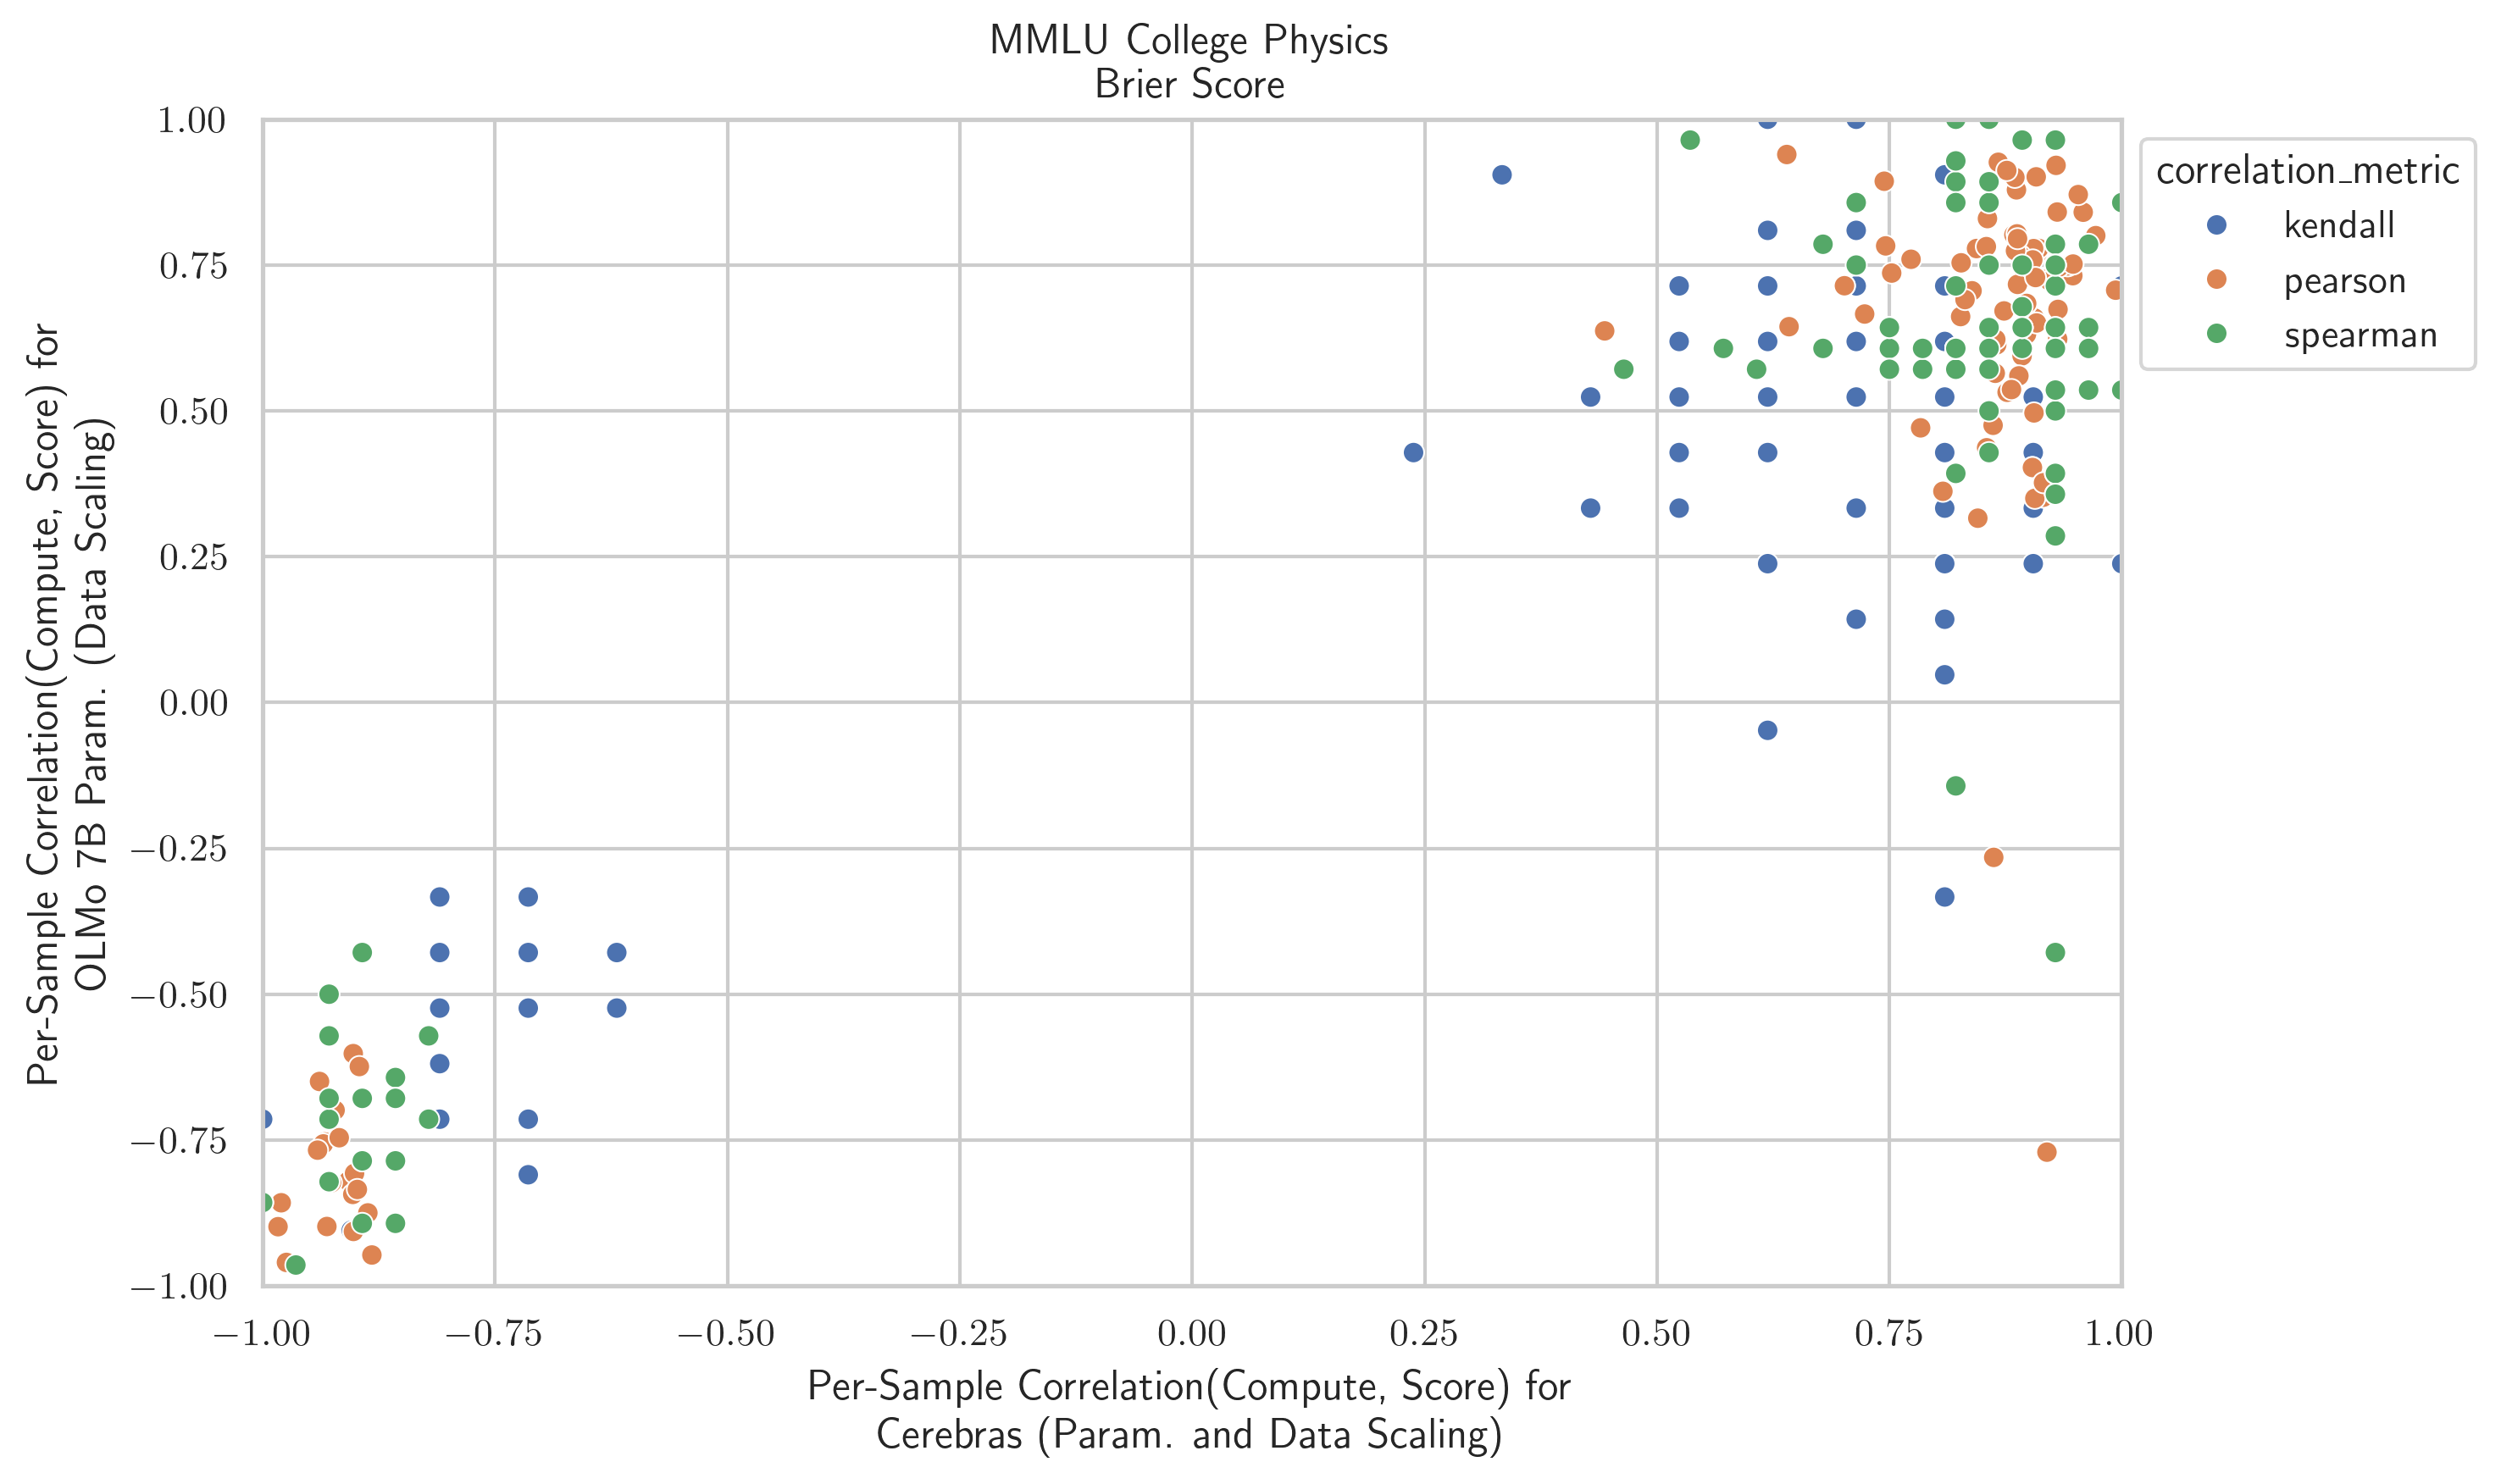 MMLU College Physics
Brier Score
1.00
0.75
0.50
0.25
0.00
−0.25
−0.50
−0.75
−1.00
Per-Sample Correlation(Compute, Score) for
OLMo 7B Param. (Data Scaling)
−1.00 −0.75 −0.50 −0.25 0.00 0.25 0.50 0.75 1.00
Per-Sample Correlation(Compute, Score) for
Cerebras (Param. and Data Scaling)
correlation_metric
kendall
pearson
spearman